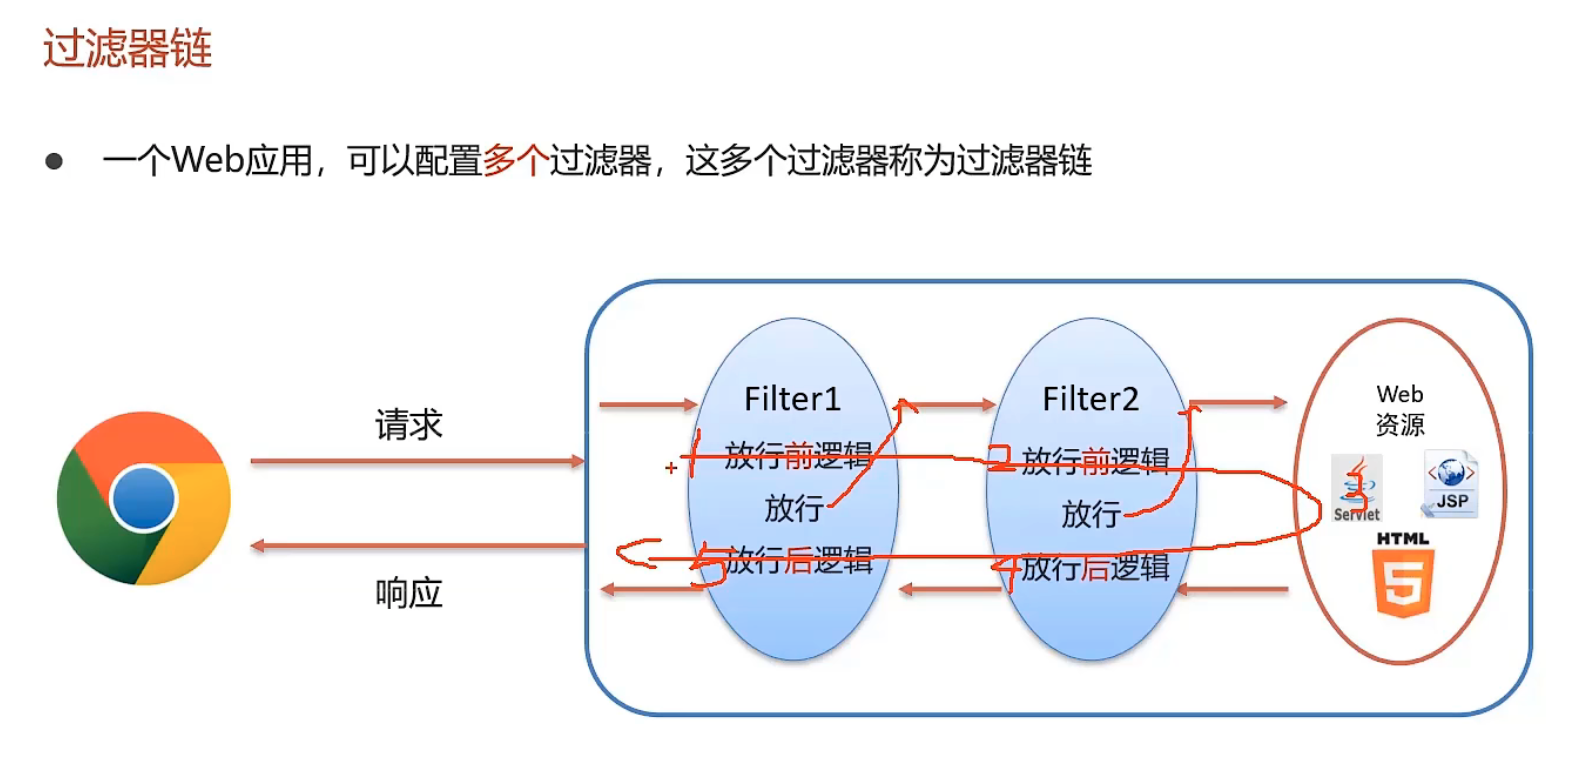 过滤器链
● 一个Web应用，可以配置多个过滤器，这多个过滤器称为过滤器链
请求
响应
Filter1
1 放行前逻辑
放行
5 放行后逻辑
Filter2
2 放行前逻辑
放行
4 放行后逻辑
Web
资源
3
Servlet
JSP
HTML
5